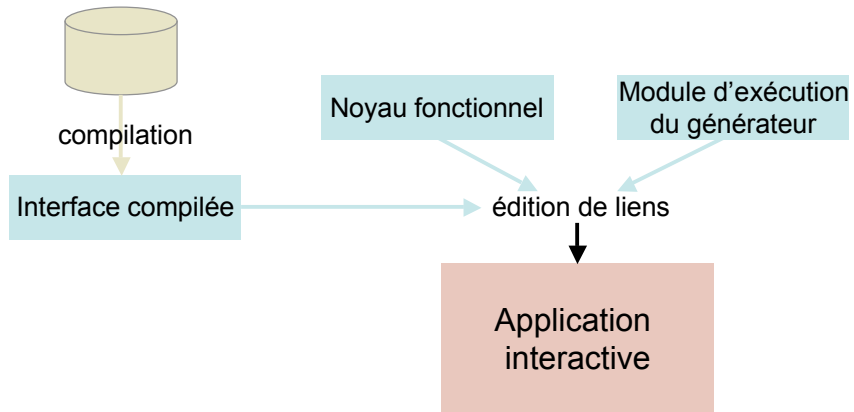 Noyau fonctionnel
Module d'exécution
du générateur
compilation
Interface compilée
édition de liens
Application
interactive